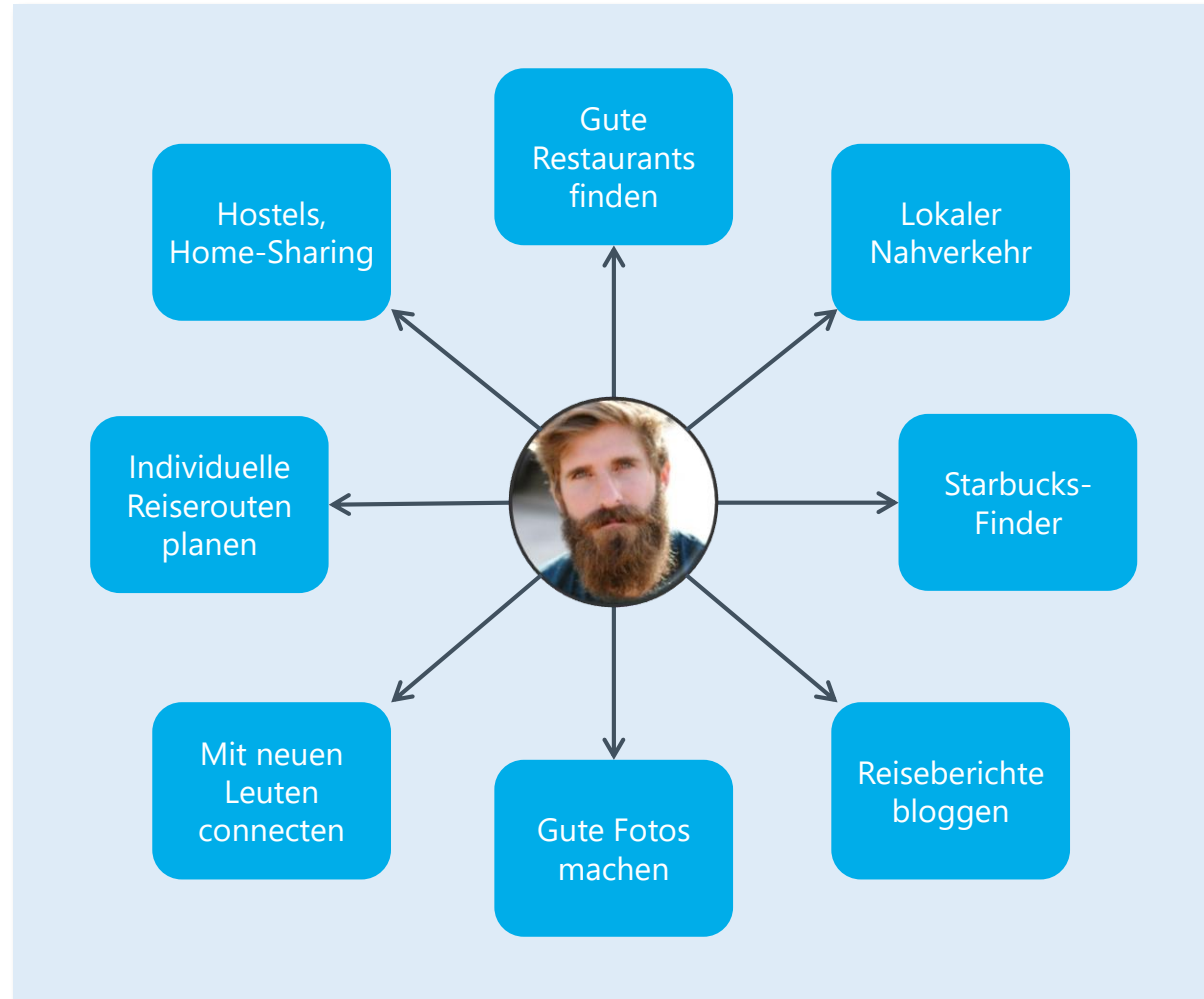 Gute
Restaurants
finden
Hostels,
Home-Sharing
Lokaler
Nahverkehr
Individuelle
Reiserouten
planen
Starbucks-
Finder
Mit neuen
Leuten
connecten
Gute Fotos
machen
Reiseberichte
bloggen